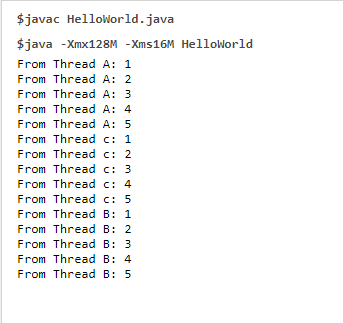 $javac HelloWorld.java
$java -Xmx128M -Xms16M HelloWorld
From Thread A: 1
From Thread A: 2
From Thread A: 3
From Thread A: 4
From Thread A: 5
From Thread c: 1
From Thread c: 2
From Thread c: 3
From Thread c: 4
From Thread c: 5
From Thread B: 1
From Thread B: 2
From Thread B: 3
From Thread B: 4
From Thread B: 5